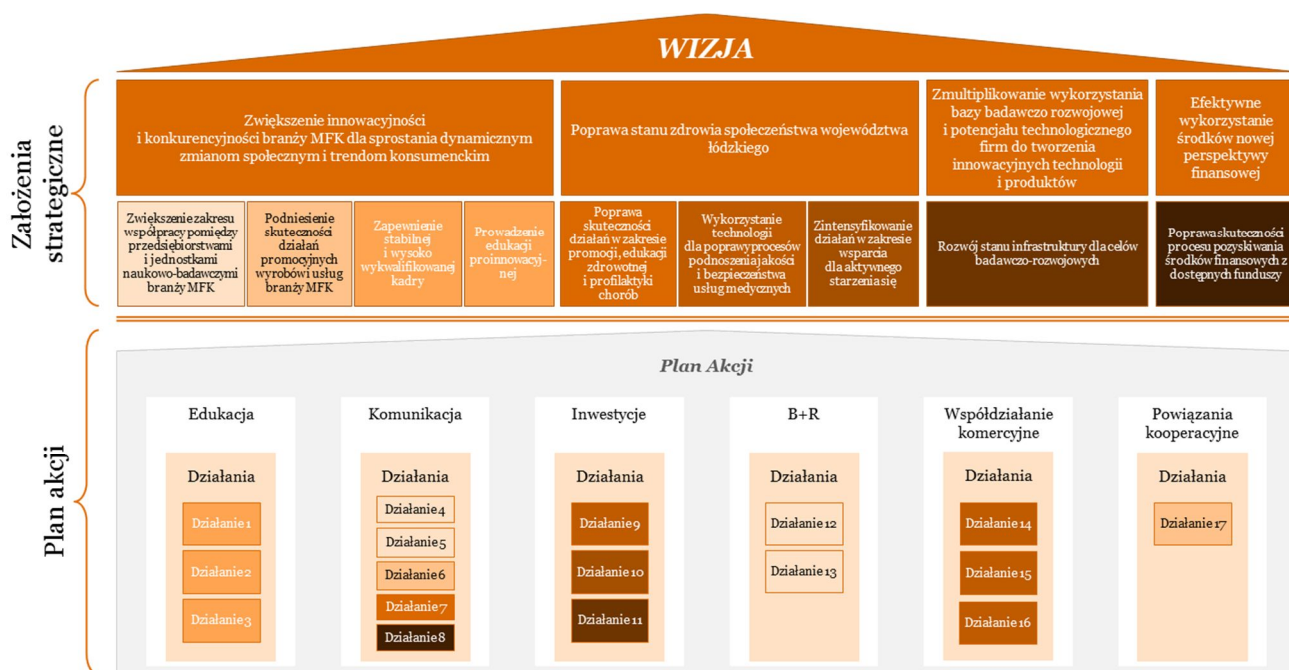 WIZJA
Założenia
strategiczne
Zwiększenie innowacyjności
i konkurencyjności branży MFK dla sprostania dynamicznym
zmianom społecznym i trendom konsumenckim
Poprawa stanu zdrowia społeczeństwa województwa
łódzkiego
Zmultiplikowanie wykorzystania
bazy badawczo rozwojowej
i potencjału technologicznego
firm do tworzenia
innowacyjnych technologii
i produktów
Efektywne
wykorzystanie
środków nowej
perspektywy
finansowej
Zwiększenie zakresu
współpracy pomiędzy
przedsiębiorstwami
i jednostkami
naukowo-badawczymi
branży MFK
Podniesienie
skuteczności
działań
promocyjnych
wyrobów i usług
branży MFK
Zapewnienie
stabilnej
i wysoko
wykwalifikowanej
kadry
Prowadzenie
edukacji
proinnowacyj-
nej
Poprawa
skuteczności
działań w zakresie
promocji, edukacji
zdrowotnej
i profilaktyki
chorób
Wykorzystanie
technologii
dla poprawy procesów
podnoszenia jakości
i bezpieczeństwa
usług medycznych
Zintensyfikowanie
działań w zakresie
wsparcia
dla aktywnego
starzenia się
Rozwój stanu infrastruktury dla celów
badawczo-rozwojowych
Poprawa skuteczności
procesu pozyskiwania
środków finansowych z
dostępnych funduszy
Plan akcji
Plan Akcji
Edukacja
Działania
Działanie 1
Działanie 2
Działanie 3
Komunikacja
Działania
Działanie 4
Działanie 5
Działanie 6
Działanie 7
Działanie 8
Inwestycje
Działania
Działanie 9
Działanie 10
Działanie 11
B+R
Działania
Działanie 12
Działanie 13
Współdziałanie
komercyjne
Działania
Działanie 14
Działanie 15
Działanie 16
Powiązania
kooperacyjne
Działania
Działanie 17